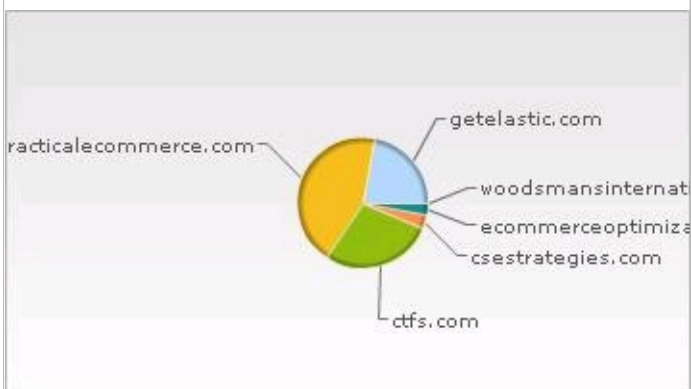 getelastic.com
racticalecommerce.com
woodsmansinternat
ecommerceoptimiza
csestrategies.com
ctfs.com